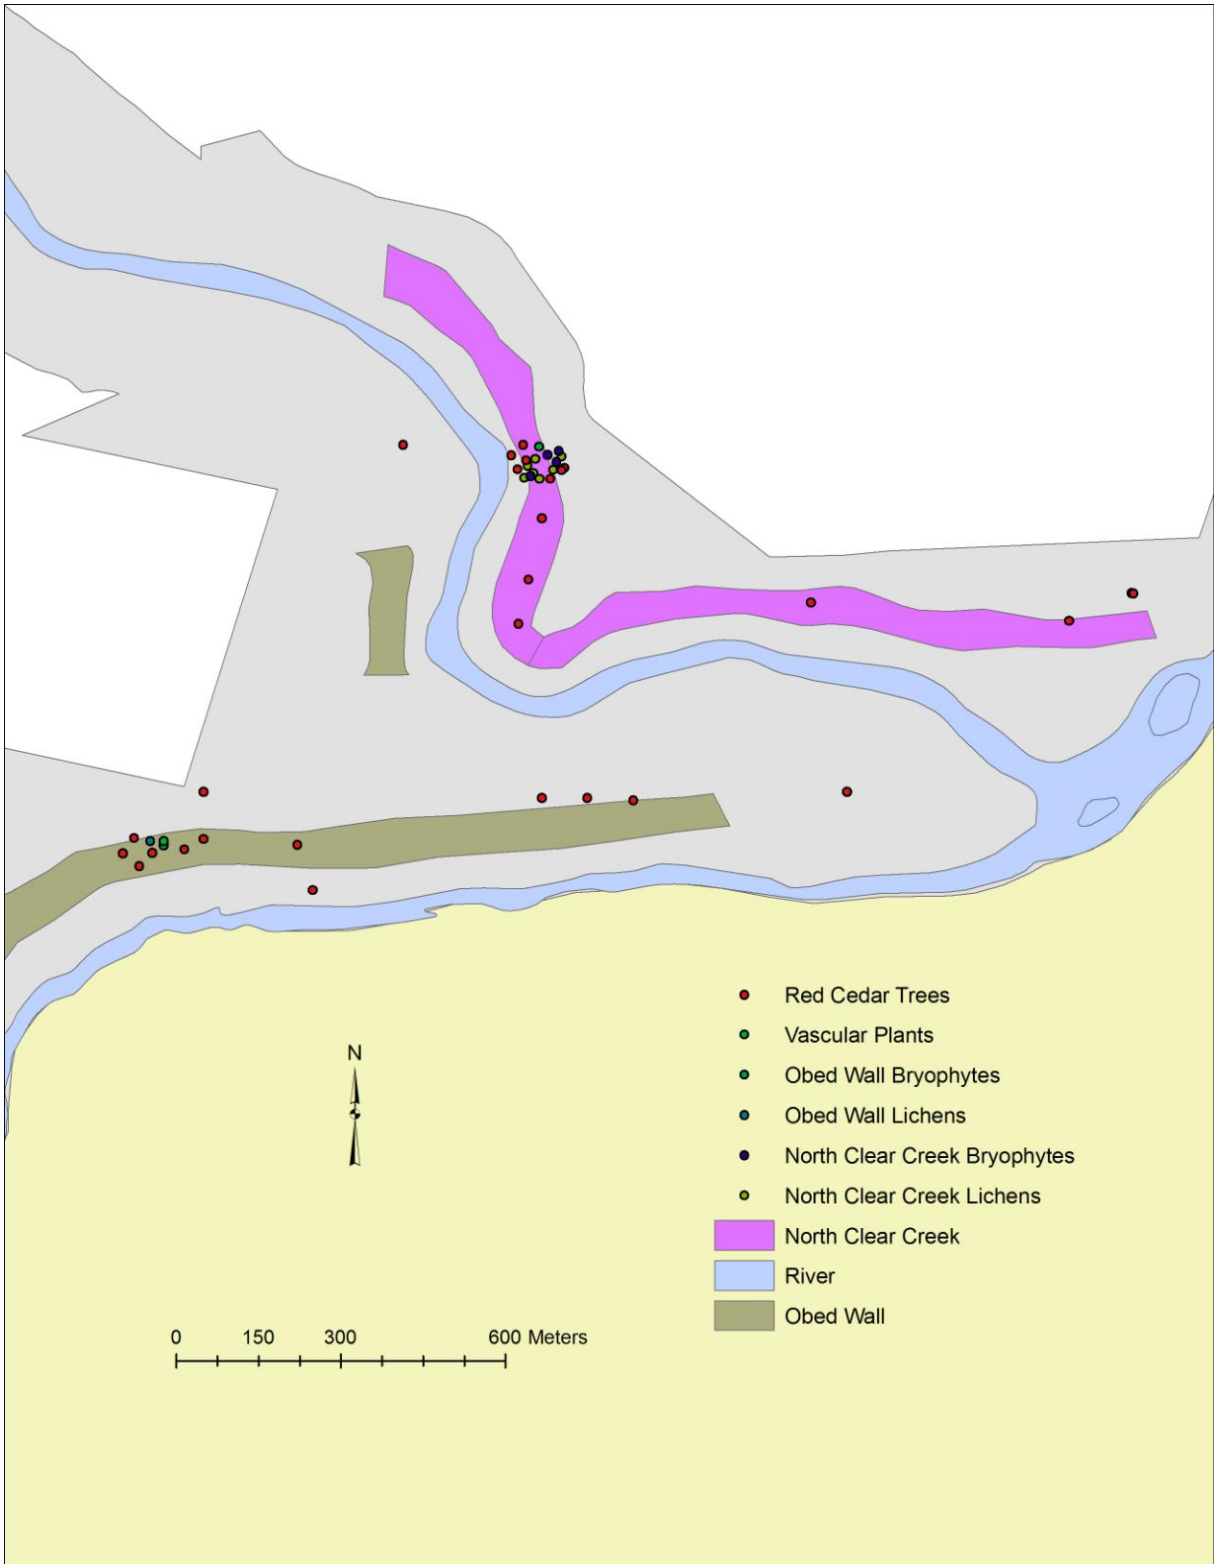 Red Cedar Trees
Vascular Plants
N
Obed Wall Bryophytes
Obed Wall Lichens
North Clear Creek Bryophytes
North Clear Creek Lichens
North Clear Creek
River
Obed Wall
0 150 300 600 Meters